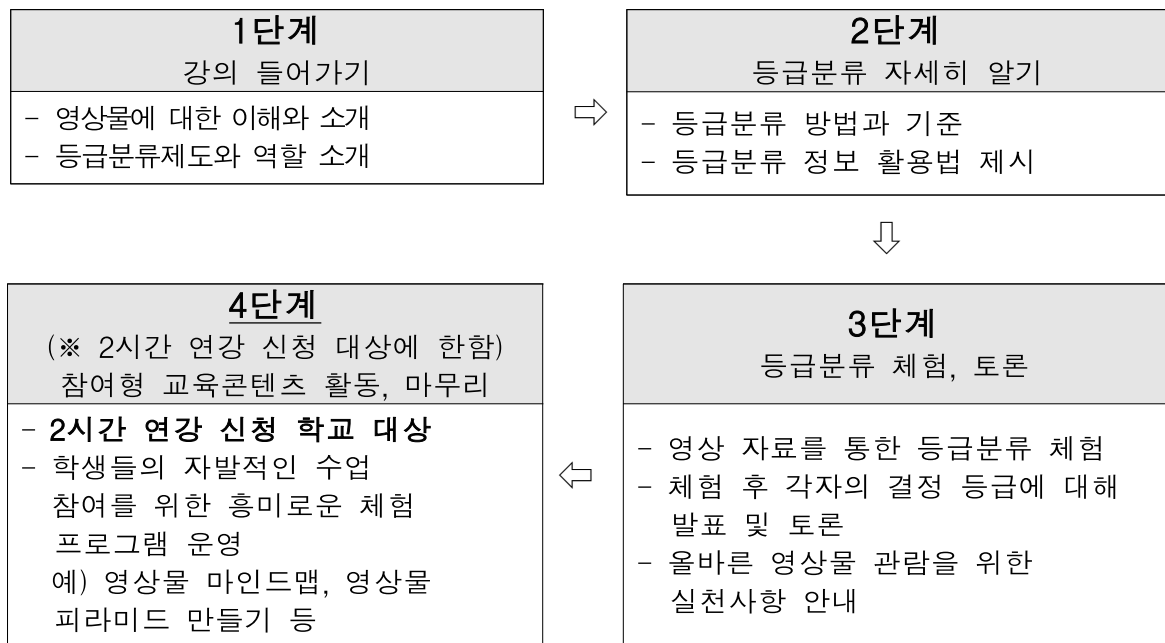 1단계
강의 들어가기
- 영상물에 대한 이해와 소개
- 등급분류제도와 역할 소개
2단계
등급분류 자세히 알기
- 등급분류 방법과 기준
- 등급분류 정보 활용법 제시
3단계
등급분류 체험, 토론
- 영상 자료를 통한 등급분류 체험
- 체험 후 각자의 결정 등급에 대해
발표 및 토론
- 올바른 영상물 관람을 위한
실천사항 안내
4단계
(※ 2시간 연강 신청 대상에 한함)
참여형 교육콘텐츠 활동, 마무리
- 2시간 연강 신청 학교 대상
- 학생들의 자발적인 수업
참여를 위한 흥미로운 체험
프로그램 운영
예) 영상물 마인드맵, 영상물
피라미드 만들기 등